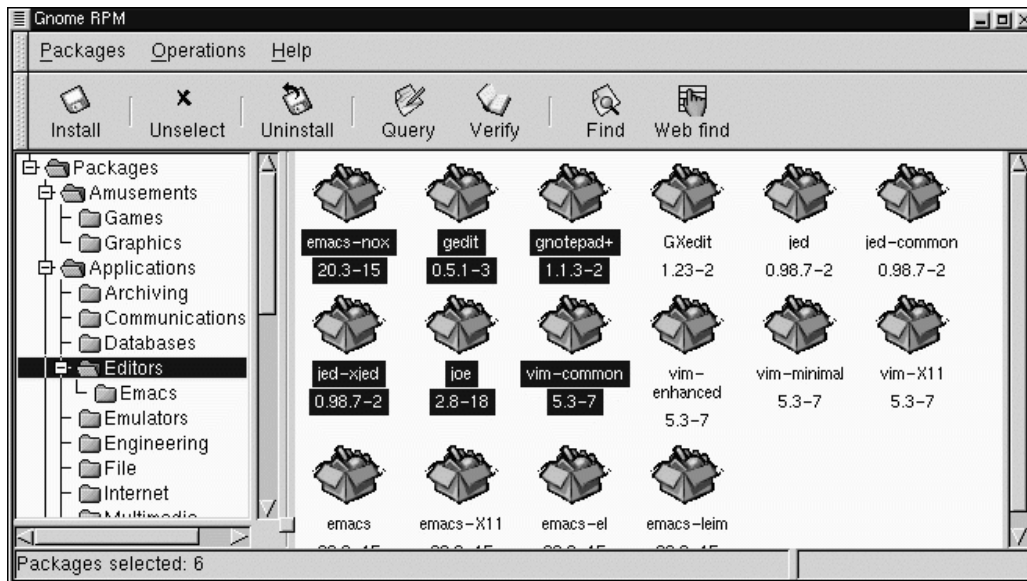 Gnome RPM
Packages Operations Help
Install Unselect Uninstall Query Verify Find Web find
Packages
Amusements
Games
Graphics
Applications
Archiving
Communications
Databases
Editors
Emacs
Emulators
Engineering
File
Internet
Multimedia
emacs-nox gedit gnotepad+ GXedit jed jed-common
20.3-15 0.5.1-3 1.1.3-2 1.23-2 0.98.7-2 0.98.7-2
jed-xjed joe vim-common vim-enhanced vim-minimal vim-X11
0.98.7-2 2.8-18 5.3-7 5.3-7 5.3-7 5.3-7
emacs emacs-X11 emacs-el emacs-leim
Packages selected: 6